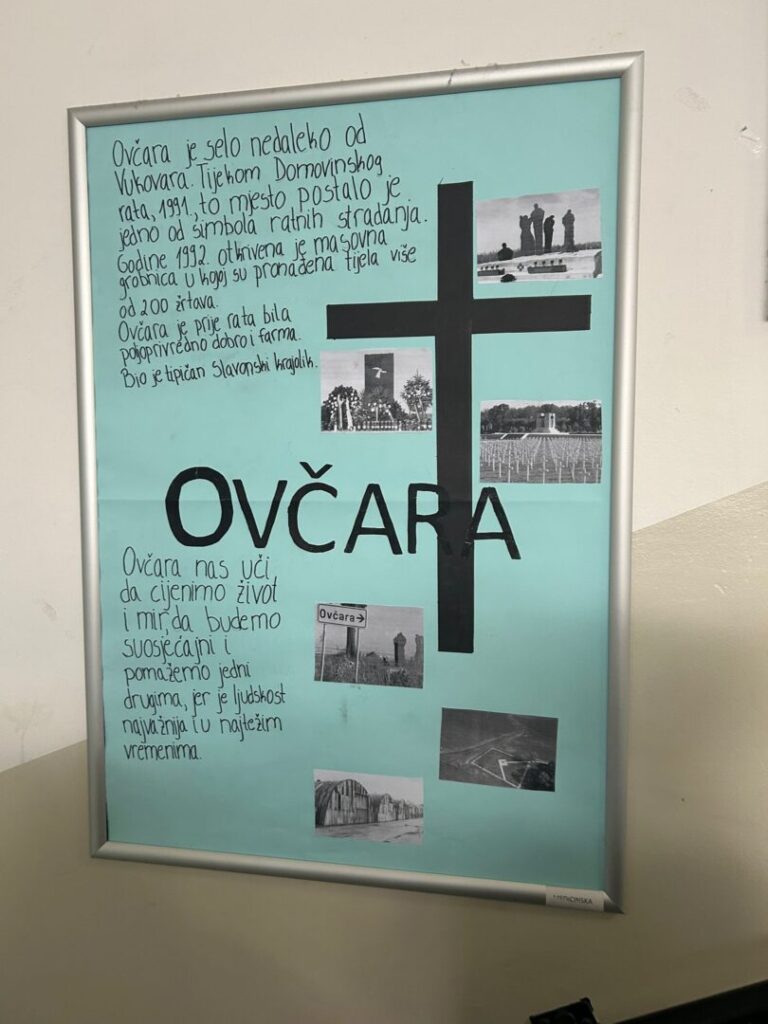 Ovčara je selo nedaleko od
Vukovara. Tijekom Domovinskog
rata, 1991., to mjesto postalo je
jedno od simbola ratnih stradanja.
Godine 1992. otkrivena je masovna
grobnica u kojoj su pronađena tijela više
od 200 žrtava.
Ovčara je prije rata bila
poljoprivredno dobro i farma.
Bio je tipičan Slavonski krajolik.
OVČARA
Ovčara nas uči,
da cijenimo život
i mir, da budemo
suosjećajni i
pomažemo jedni
drugima, jer je ljudskost
najvažnija i u najtežim
vremenima.
Ovčara→
MEDICINSKA